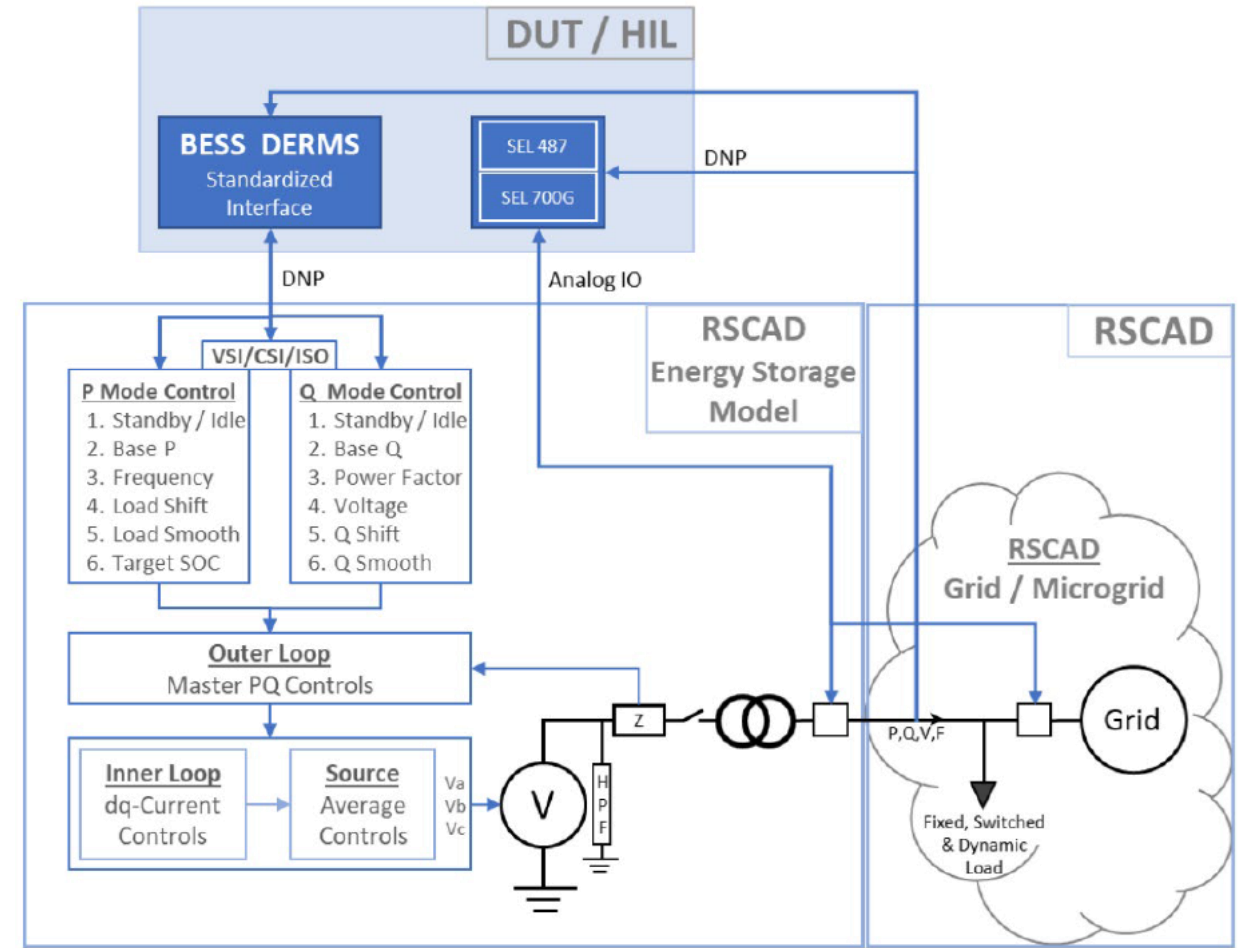 DUT / HIL
BESS DERMS
Standardized
Interface
SEL 487
SEL 700G
DNP
DNP
Analog IO
RSCAD
Energy Storage
Model
RSCAD
VSI/CSI/ISO
P Mode Control
1. Standby / Idle
2. Base P
3. Frequency
4. Load Shift
5. Load Smooth
6. Target SOC
Q Mode Control
1. Standby / Idle
2. Base Q
3. Power Factor
4. Voltage
5. Q Shift
6. Q Smooth
RSCAD
Grid / Microgrid
Outer Loop
Master PQ Controls
Inner Loop
dq-Current
Controls
Source
Average
Controls
Va
Vb
Vc
V
H
P
F
Z
P,Q,V,F
Grid
Fixed, Switched
& Dynamic
Load